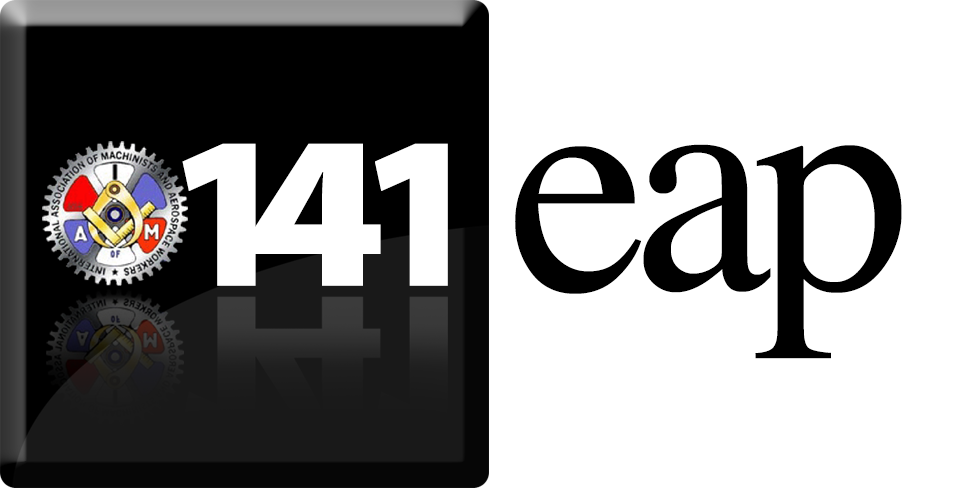 INTERNATIONAL ASSOCIATION OF MACHINISTS AND AEROSPACE WORKERS ★
I
A M
OF
141
eap